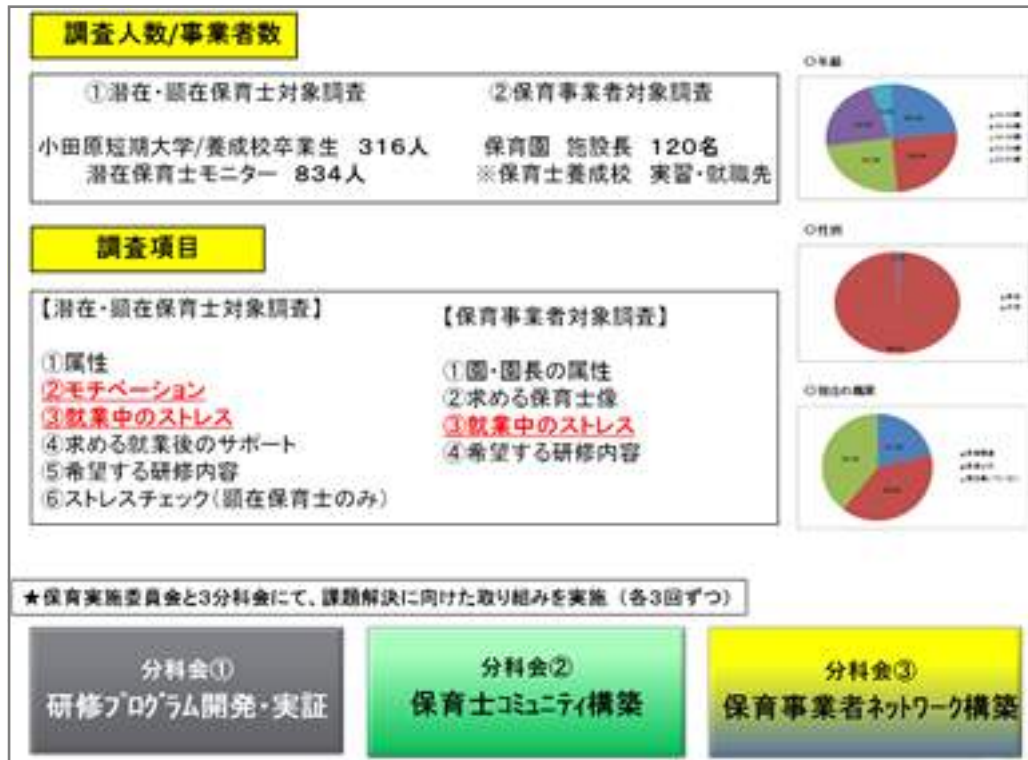 調査人数/事業者数
①潜在・顕在保育士対象調査
小田原短期大学/養成校卒業生 316人
潜在保育士モニター 834人
②保育事業者対象調査
保育園 施設長 120名
※保育士養成校 実習・就職先
調査項目
【潜在・顕在保育士対象調査】
①属性
②モチベーション
③就業中のストレス
④求める就業後のサポート
⑤希望する研修内容
⑥ストレスチェック(顕在保育士のみ)
【保育事業者対象調査】
①園・園長の属性
②求める保育士像
③就業中のストレス
④希望する研修内容
○年齢
○性別
○現在の職業
★保育実施委員会と3分科会にて、課題解決に向けた取り組みを実施 (各3回ずつ)
分科会①
研修プログラム開発・実証
分科会②
保育士コミュニティ構築
分科会③
保育事業者ネットワーク構築